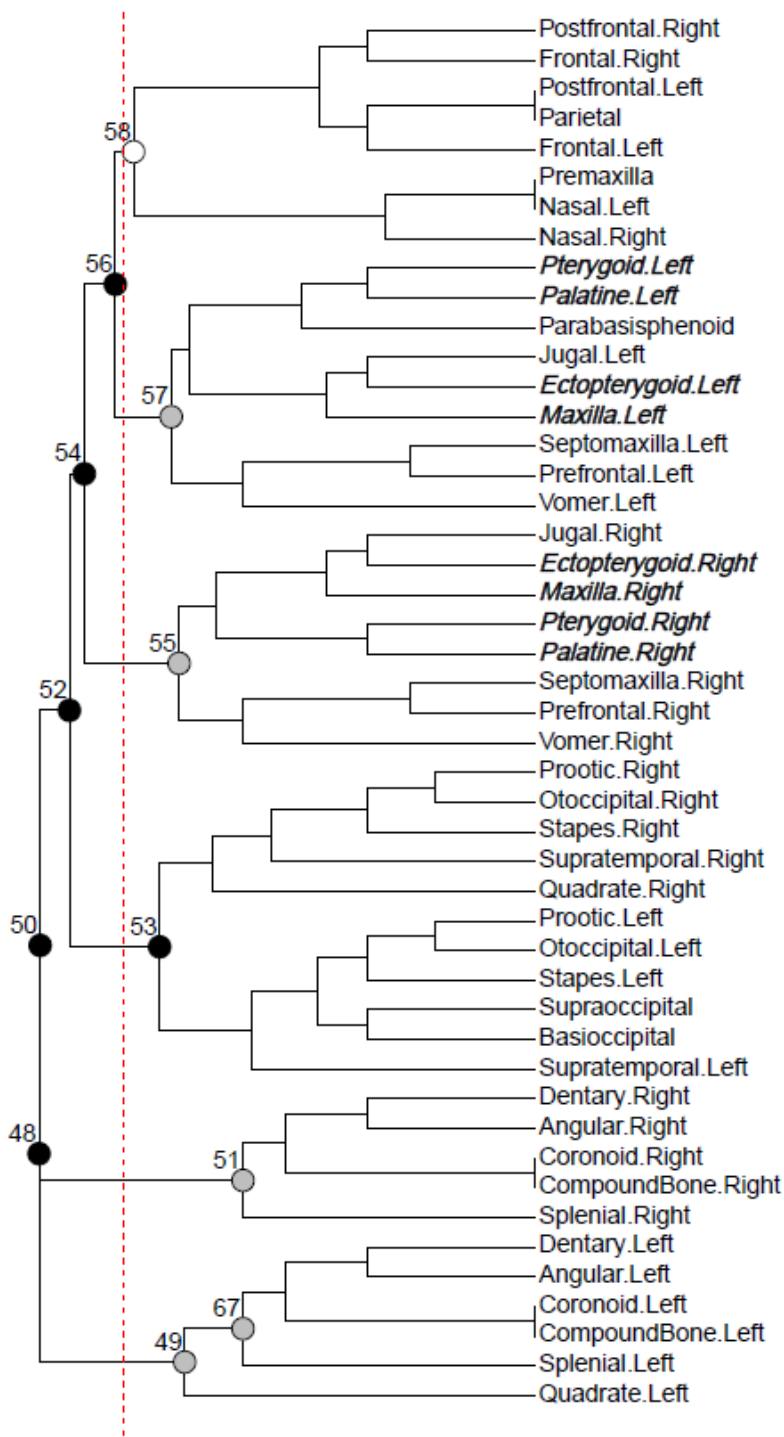 Postfrontal.Right
Frontal.Right
Postfrontal.Left
Parietal
58
Frontal.Left
Premaxilla
Nasal.Left
Nasal.Right
56
Pterygoid.Left
Palatine.Left
Parabasisphenoid
Jugal.Left
57
Ectopterygoid.Left
Maxilla.Left
54
Septomaxilla.Left
Prefrontal.Left
Vomer.Left
Jugal.Right
Ectopterygoid.Right
Maxilla.Right
Pterygoid.Right
55
Palatine.Right
52
Septomaxilla.Right
Prefrontal.Right
Vomer.Right
Prootic.Right
Otoccipital.Right
Stapes.Right
Supratemporal.Right
Quadrate.Right
50
53
Prootic.Left
Otoccipital.Left
Stapes.Left
Supraoccipital
Basioccipital
Supratemporal.Left
Dentary.Right
48
Angular.Right
51
Coronoid.Right
CompoundBone.Right
Splenial.Right
Dentary.Left
Angular.Left
67
Coronoid.Left
CompoundBone.Left
49
Splenial.Left
Quadrate.Left